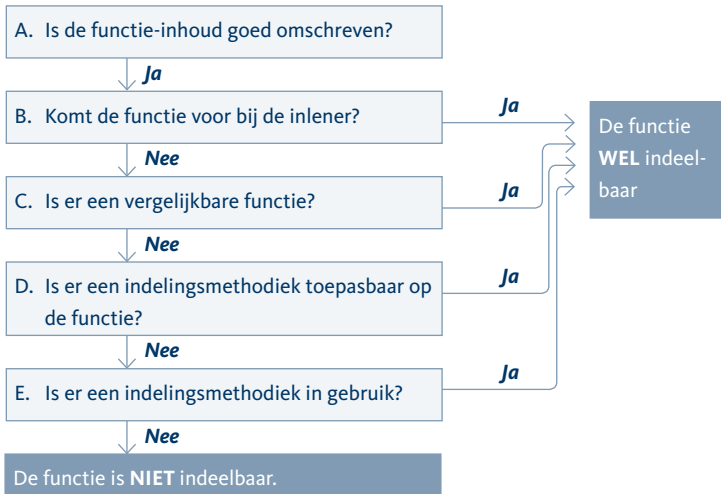 A. Is de functie-inhoud goed omschreven?
Ja
B. Komt de functie voor bij de inlener?
Ja
De functie
WEL indeel-
baar
Nee
C. Is er een vergelijkbare functie?
Ja
Nee
D. Is er een indelingsmethodiek toepasbaar op
de functie?
Ja
Nee
E. Is er een indelingsmethodiek in gebruik?
Ja
Nee
De functie is NIET indeelbaar.